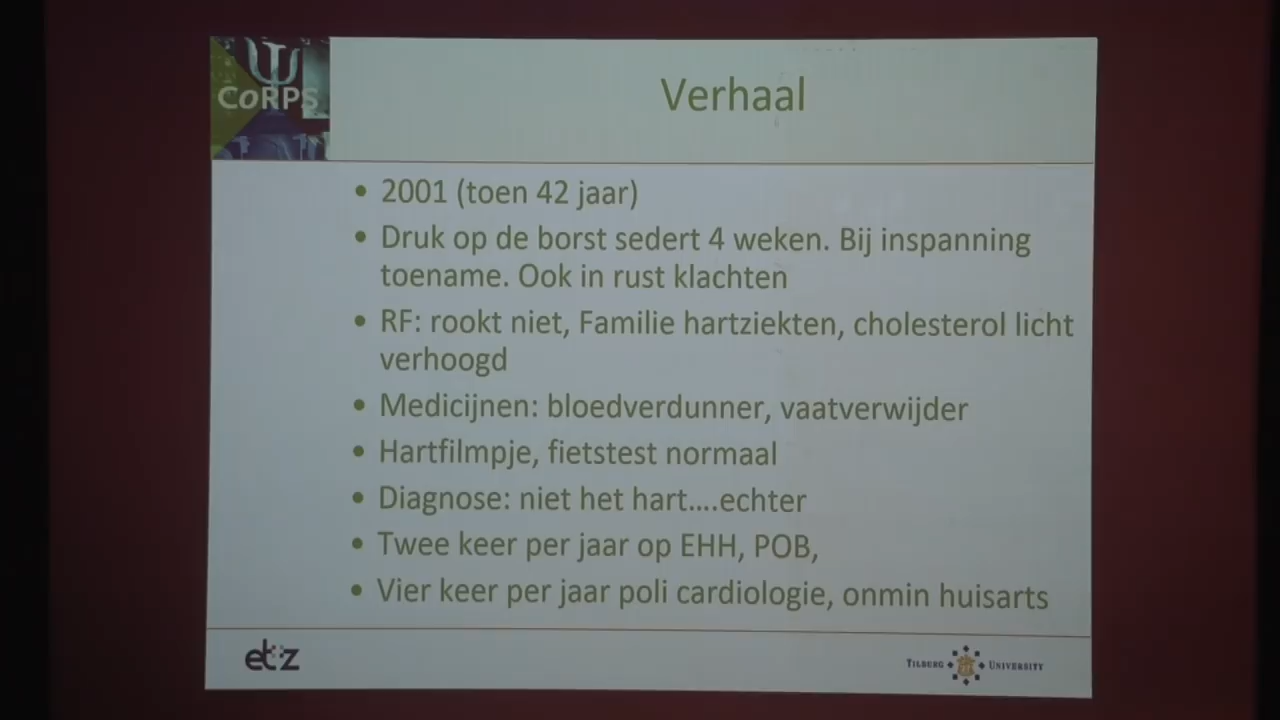 CoRPS
Verhaal
• 2001 (toen 42 jaar)
• Druk op de borst sedert 4 weken. Bij inspanning
toename. Ook in rust klachten
• RF: rookt niet, Familie hartziekten, cholesterol licht
verhoogd
• Medicijnen: bloedverdunner, vaatverwijder
• Hartfilmpje, fietstest normaal
• Diagnose: niet het hart....echter
• Twee keer per jaar op EHH, POB,
• Vier keer per jaar poli cardiologie, onmin huisarts
etz
TILBURG UNIVERSITY